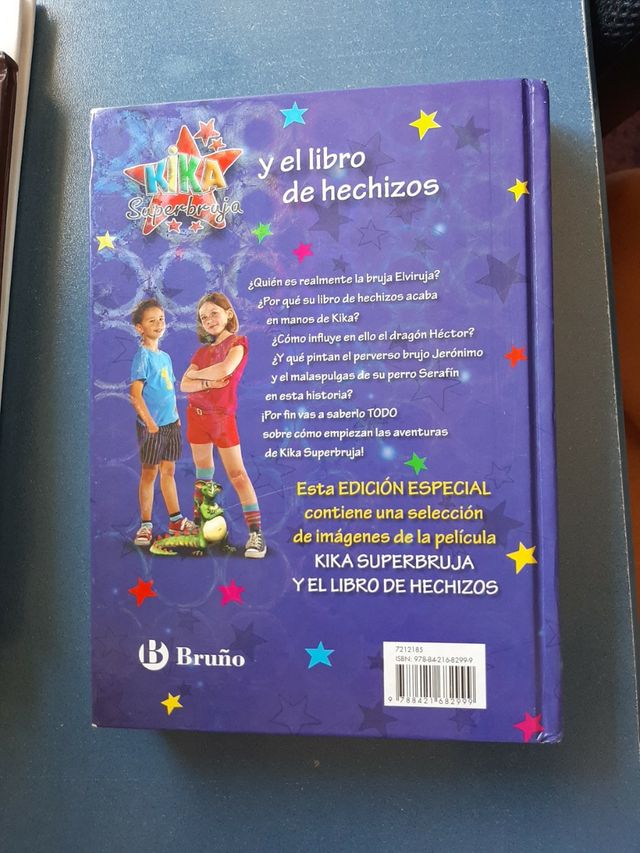 KIKA
Superbruja
y el libro
de hechizos
¿Quién es realmente la bruja Elviruja?
¿Por qué su libro de hechizos acaba
en manos de Kika?
¿Cómo influye en ello el dragón Héctor?
¿Y qué pintan el perverso brujo Jerónimo
y el malaspulgas de su perro Serafín
en esta historia?
¡Por fin vas a saberlo TODO
sobre cómo empiezan las aventuras
de Kika Superbruja!
Esta EDICIÓN ESPECIAL
contiene una selección
de imágenes de la película
KIKA SUPERBRUJA
Y EL LIBRO DE HECHIZOS
B Bruño
7212185
ISBN: 978-84-216-8299-9
9 788421 682999